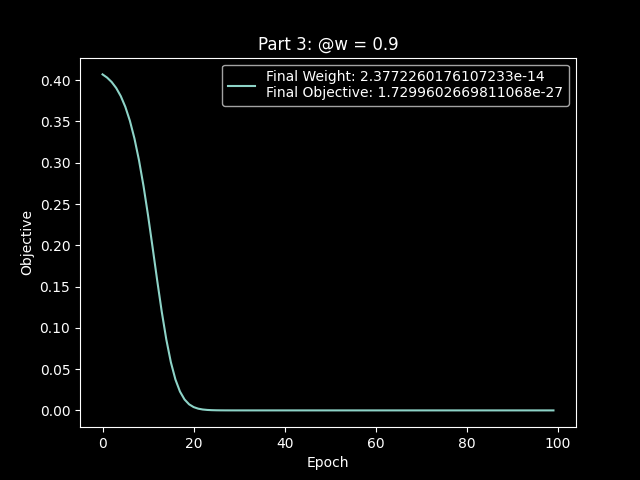 Part 3: @w = 0.9
Final Weight: 2.3772260176107233e-14
Final Objective: 1.7299602669811068e-27
0.40
0.35
0.30
0.25
0.20
0.15
0.10
0.05
0.00
Objective
0 20 40 60 80 100
Epoch